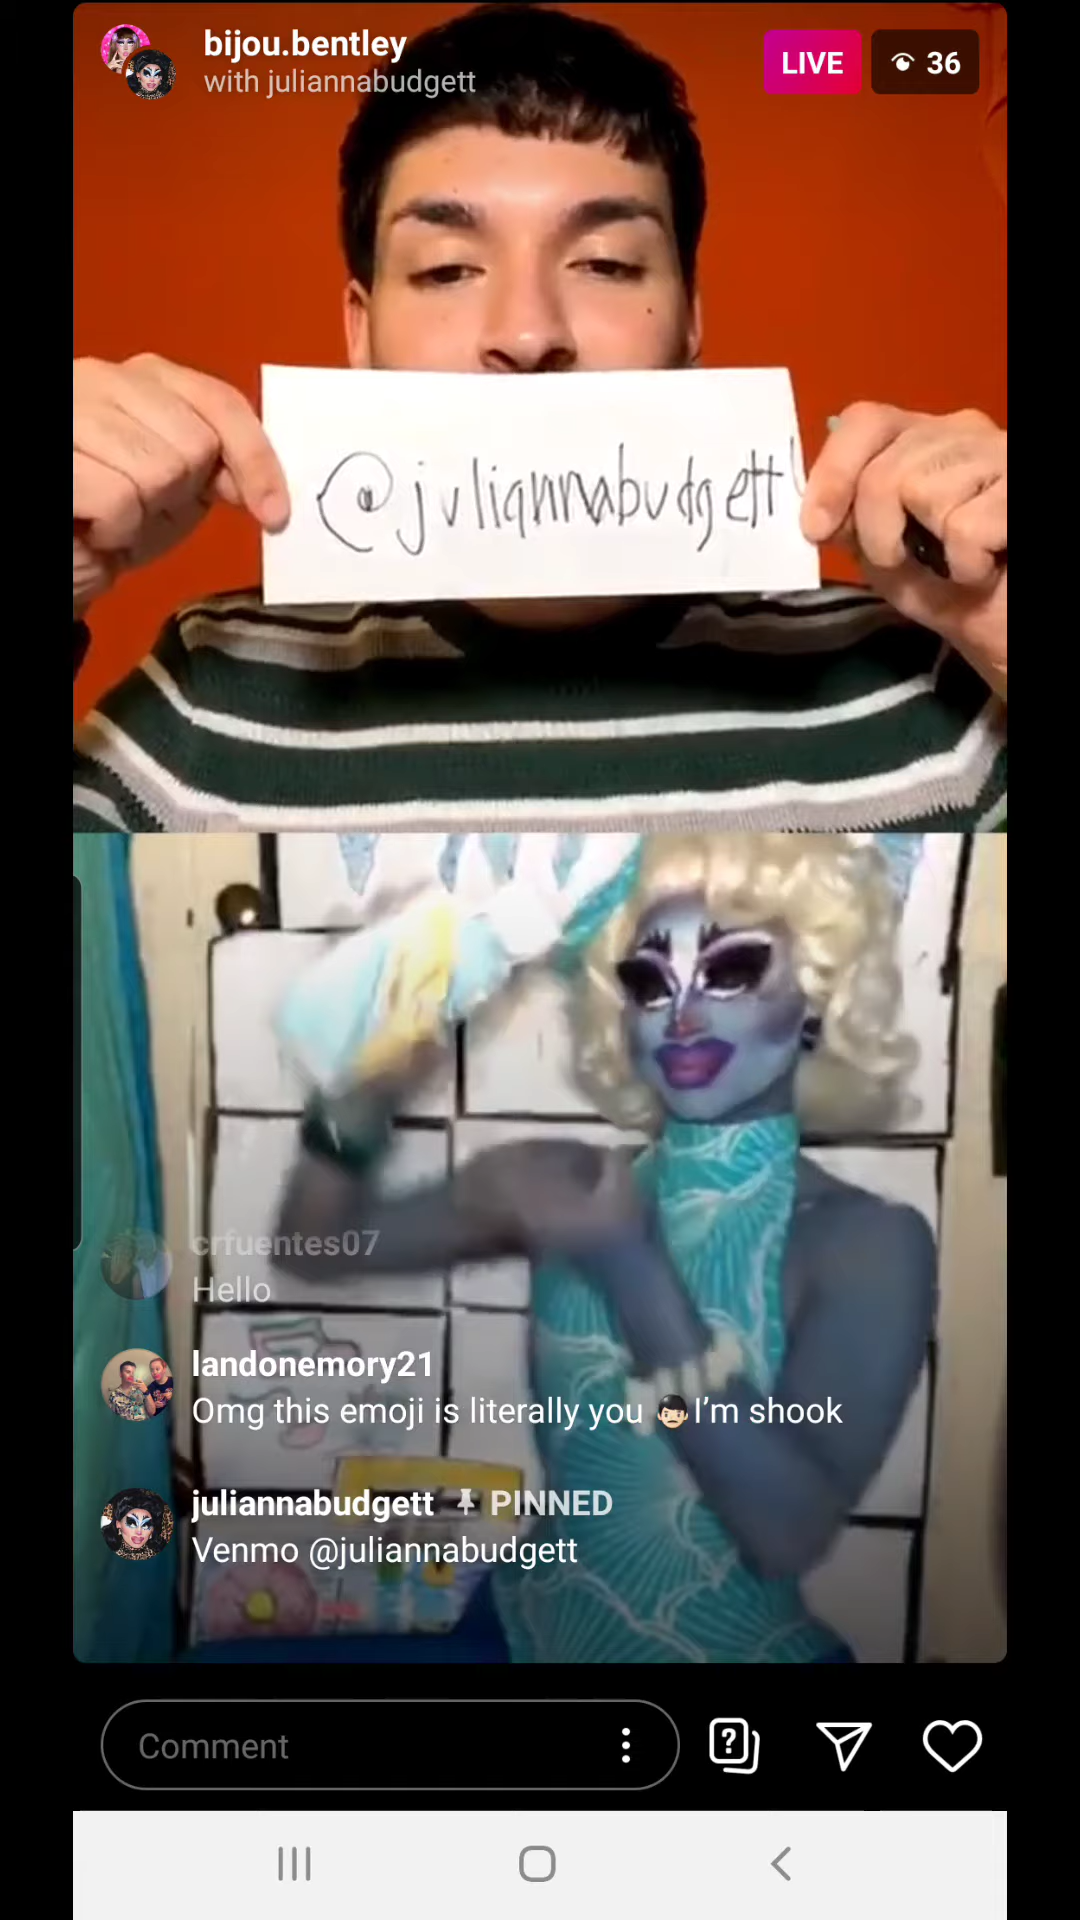 bijou.bentley
with juliannabudgett
LIVE
36
@juliannabudgett
crfuentes07
Hello
landonemory21
Omg this emoji is literally you 👨🏻I'm shook
juliannabudgett PINNED
Venmo @juliannabudgett
Comment